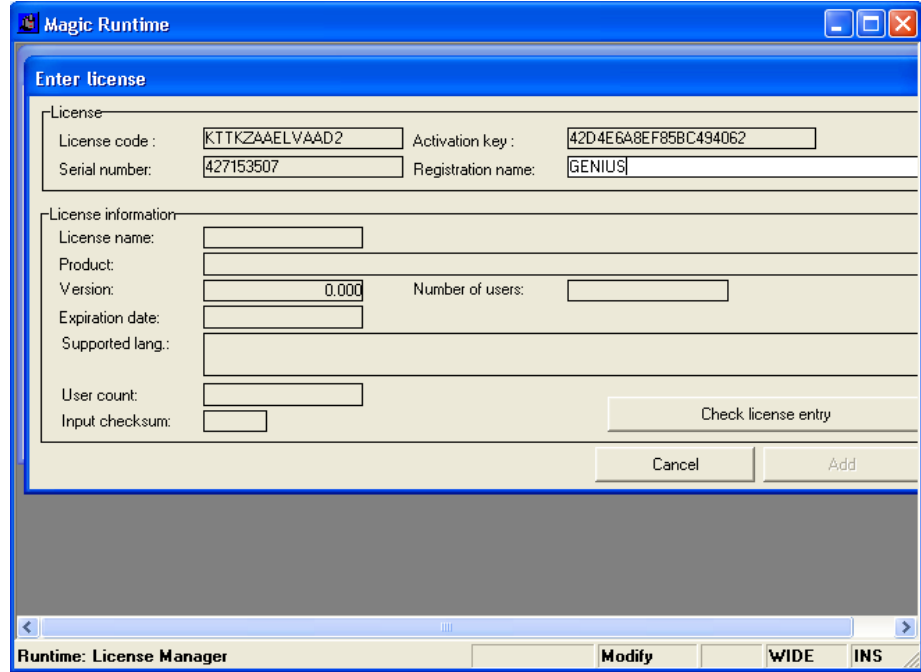 Magic Runtime
Enter license
License
License code : KTTKZAAELVAAD2 Activation key : 42D4E6A8EF85BC494062
Serial number: 427153507 Registration name: GENIUS
License information
License name:
Product:
Version: 0.000 Number of users:
Expiration date:
Supported lang.:
User count:
Input checksum:
Check license entry
Cancel Add
Runtime: License Manager Modify WIDE INS